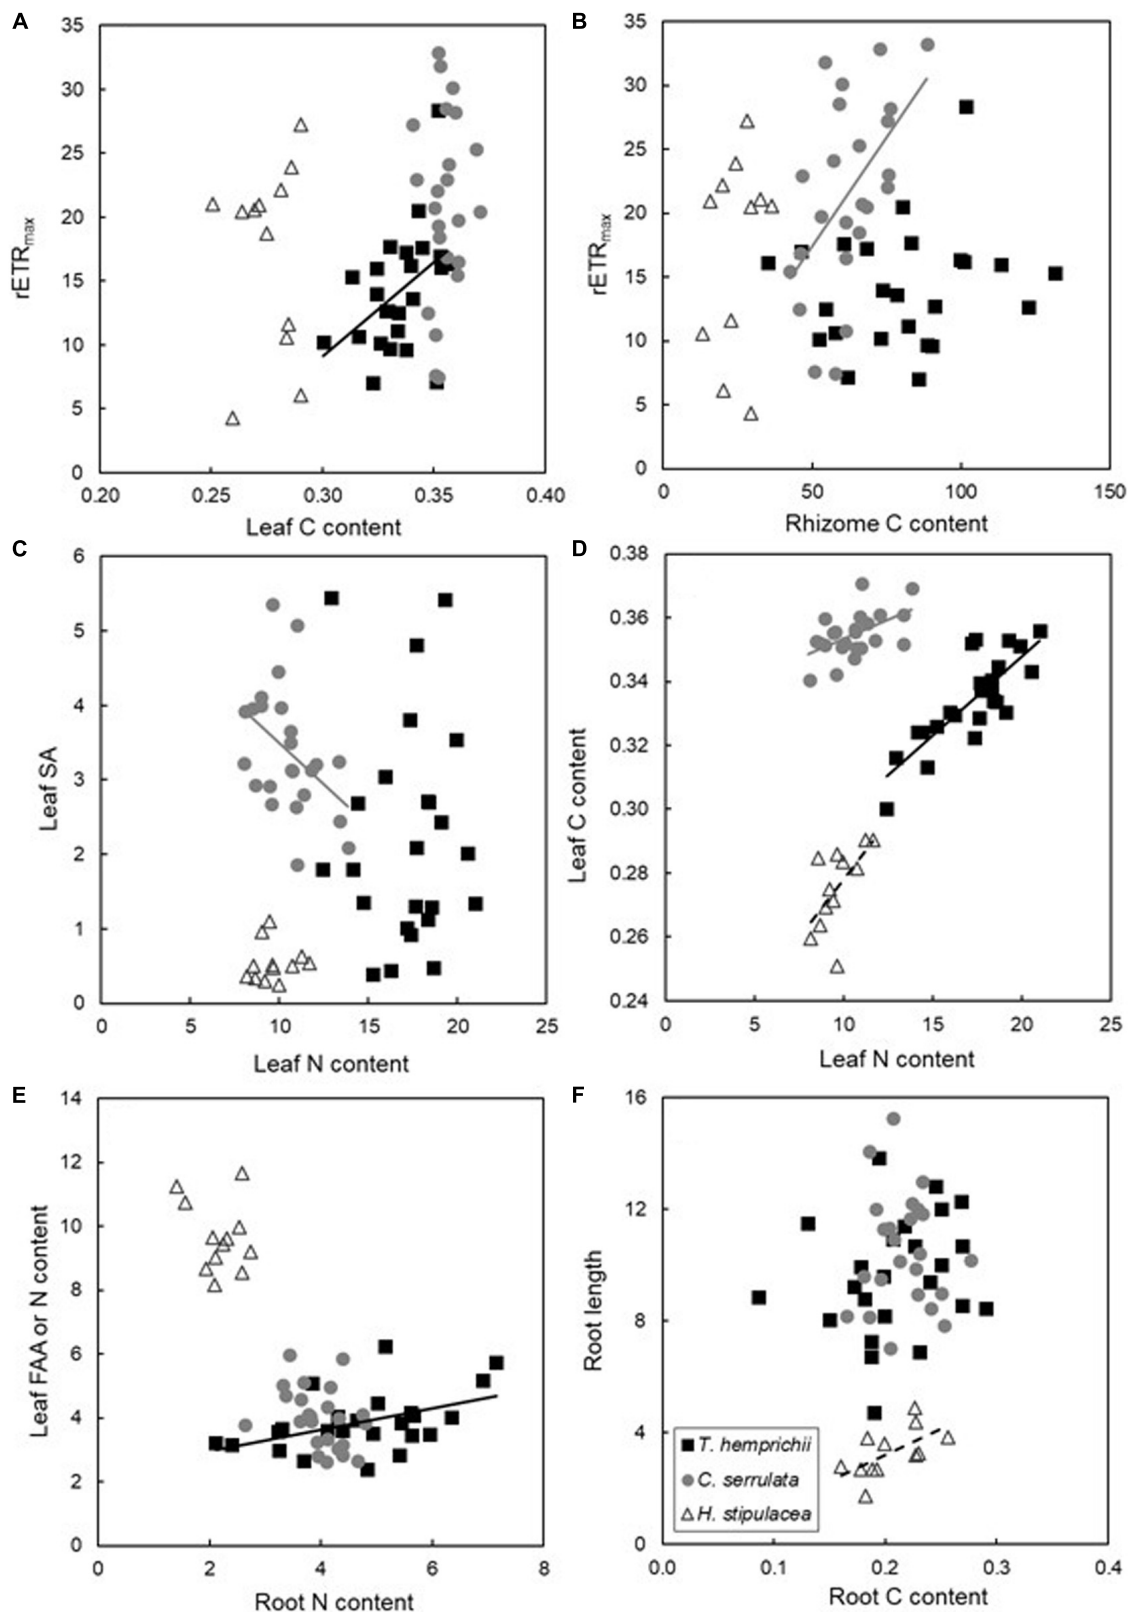 A
35
30
25
20
15
10
5
0
rETRmax
0.20 0.25 0.30 0.35 0.40
Leaf C content
B
35
30
25
20
15
10
5
0
rETRmax
0 50 100 150
Rhizome C content
C
6
5
4
3
2
1
0
Leaf SA
0 5 10 15 20 25
Leaf N content
D
0.38
0.36
0.34
0.32
0.30
0.28
0.26
0.24
Leaf C content
0 5 10 15 20 25
Leaf N content
E
14
12
10
8
6
4
2
0
Leaf FAA or N content
0 2 4 6 8
Root N content
F
16
12
8
4
0
Root length
T. hemprichii
C. serrulata
H. stipulacea
0.0 0.1 0.2 0.3 0.4
Root C content